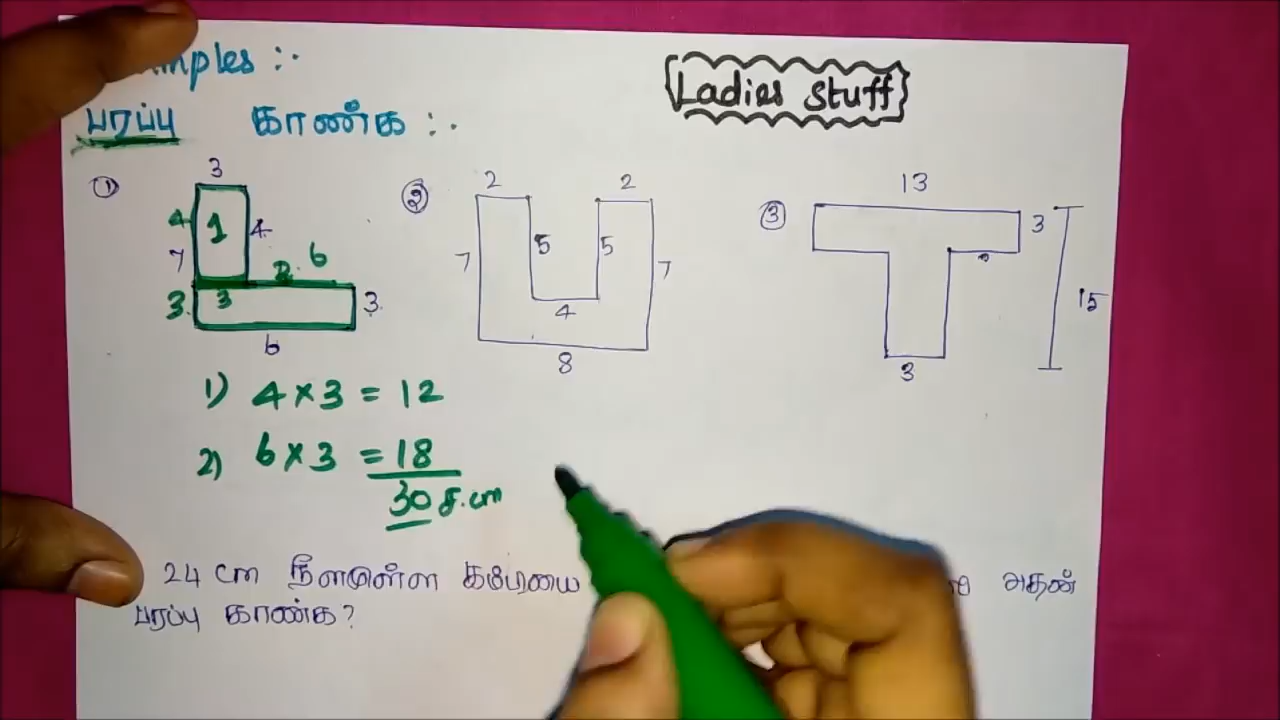 mples :-
Ladies Stuff
பரப்பு காண்க :-
① 3 4 1 4 7 2. 6 3 3 3 6
② 2 2 5 5 7 7 4 8
③ 13 3 15 3
1) 4 × 3 = 12
2) 6 × 3 = 18
30 ச.cm
24 cm நீளமுள்ள கம்பியை அதன்
பரப்பு காண்க?